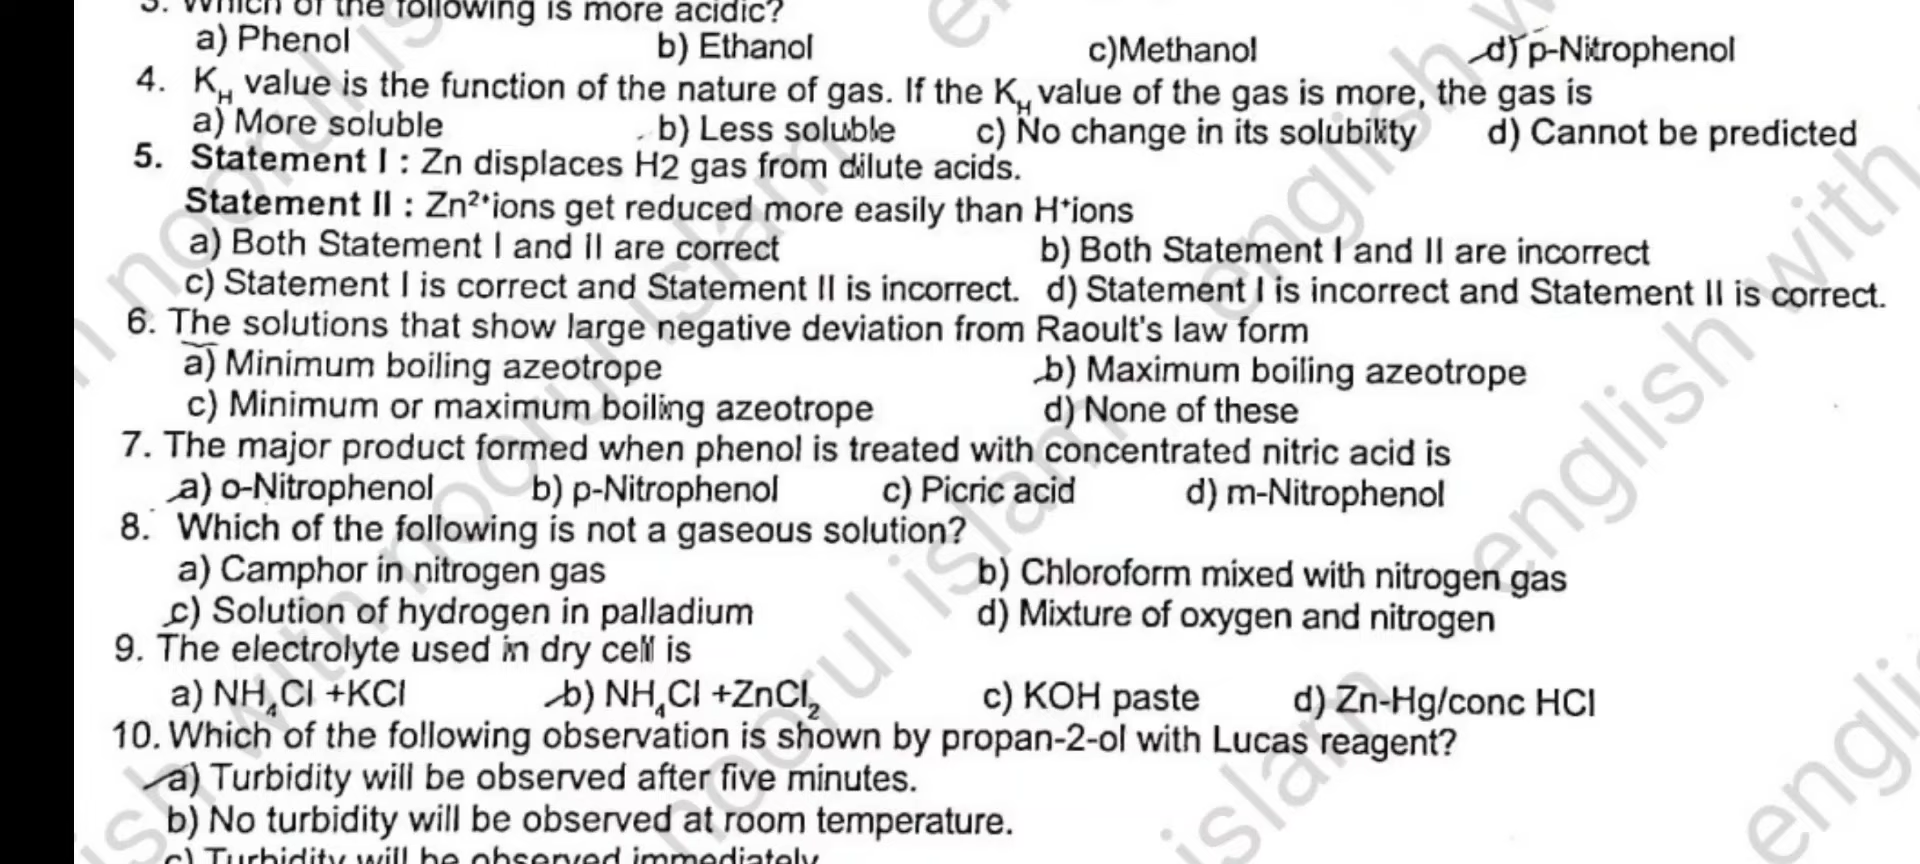 3. Which of the following is more acidic?
a) Phenol b) Ethanol c)Methanol d) p-Nitrophenol
4. K_H value is the function of the nature of gas. If the K_H value of the gas is more, the gas is
a) More soluble b) Less soluble c) No change in its solubility d) Cannot be predicted
5. Statement I : Zn displaces H2 gas from dilute acids.
Statement II : Zn²⁺ions get reduced more easily than H⁺ions
a) Both Statement I and II are correct b) Both Statement I and II are incorrect
c) Statement I is correct and Statement II is incorrect. d) Statement I is incorrect and Statement II is correct.
6. The solutions that show large negative deviation from Raoult's law form
a) Minimum boiling azeotrope b) Maximum boiling azeotrope
c) Minimum or maximum boiling azeotrope d) None of these
7. The major product formed when phenol is treated with concentrated nitric acid is
a) o-Nitrophenol b) p-Nitrophenol c) Picric acid d) m-Nitrophenol
8. Which of the following is not a gaseous solution?
a) Camphor in nitrogen gas b) Chloroform mixed with nitrogen gas
c) Solution of hydrogen in palladium d) Mixture of oxygen and nitrogen
9. The electrolyte used in dry cell is
a) NH₄Cl +KCl b) NH₄Cl +ZnCl₂ c) KOH paste d) Zn-Hg/conc HCl
10. Which of the following observation is shown by propan-2-ol with Lucas reagent?
a) Turbidity will be observed after five minutes.
b) No turbidity will be observed at room temperature.
c) Turbidity will be observed immediately
english with noorul islam